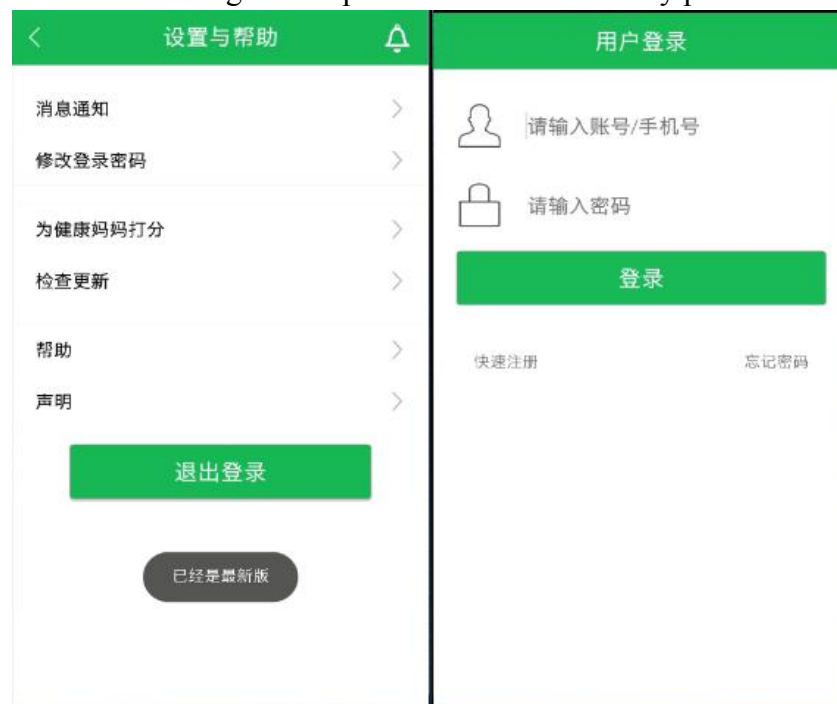 设置与帮助
消息通知
修改登录密码
为健康妈妈打分
检查更新
帮助
声明
退出登录
已经是最新版
用户登录
请输入账号/手机号
请输入密码
登录
快速注册
忘记密码